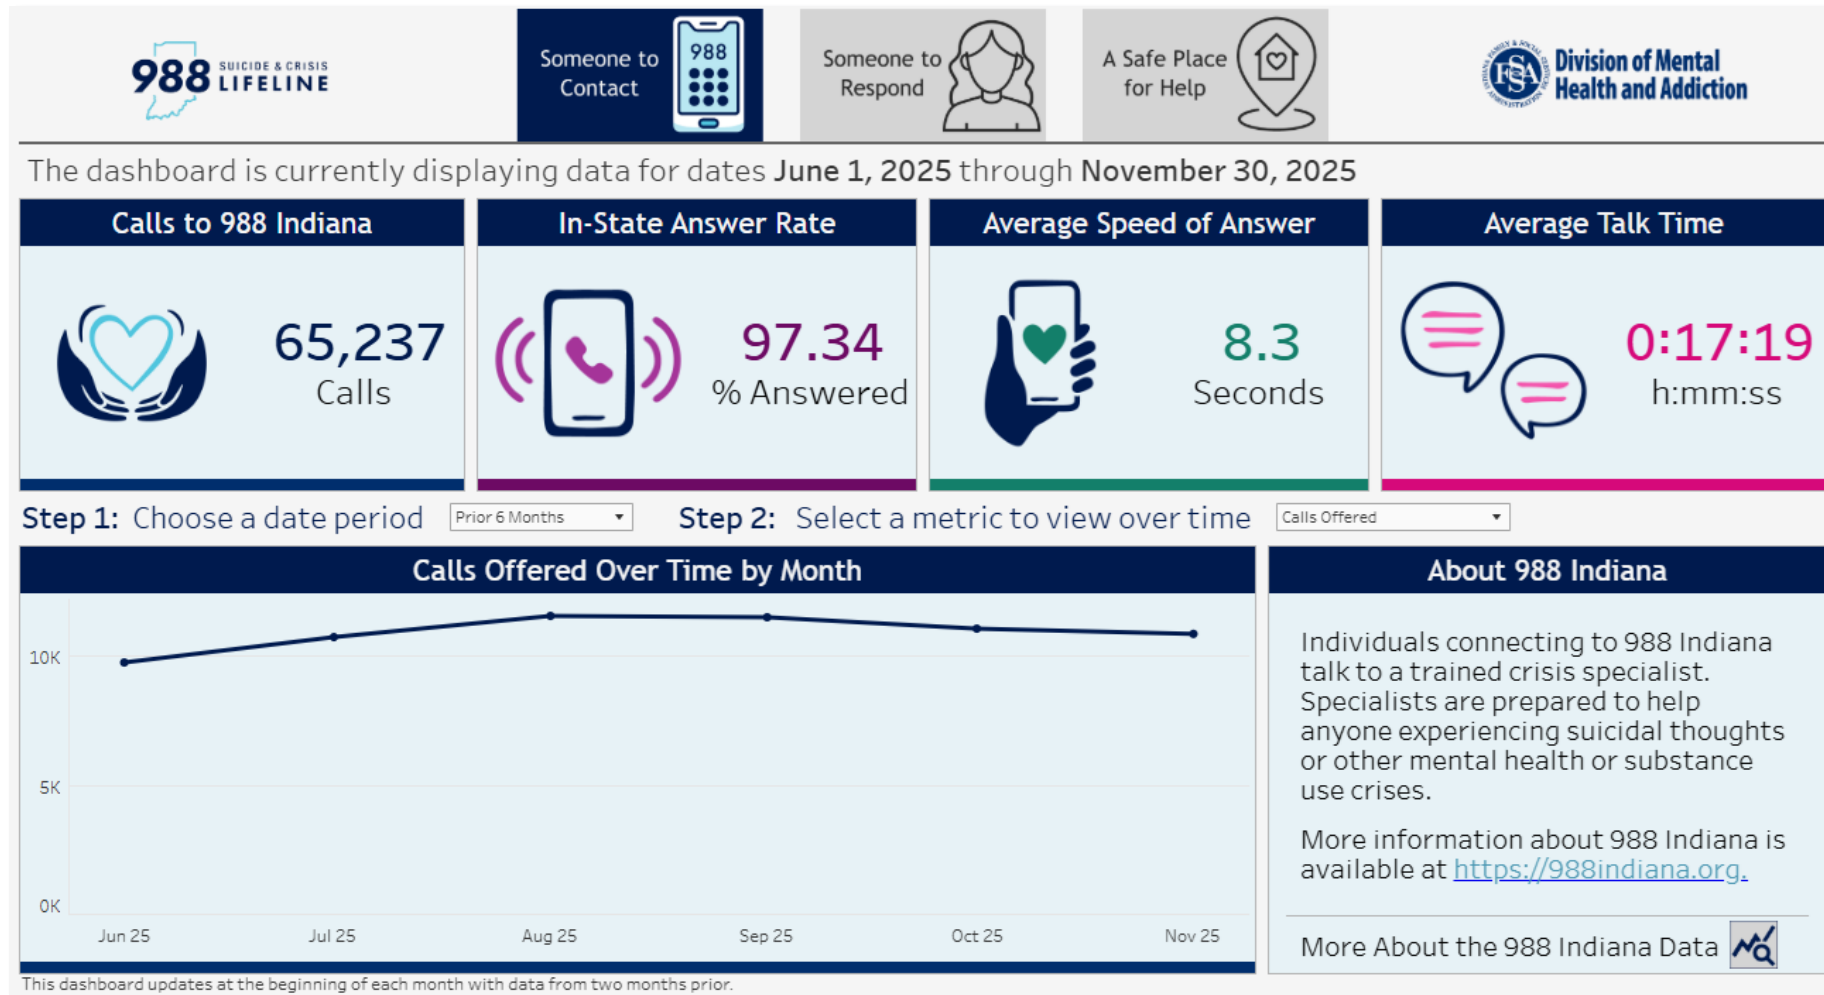 988 SUICIDE & CRISIS
LIFELINE
Someone to
Contact
988
Someone to
Respond
A Safe Place
for Help
INDIANA FAMILY & SOCIAL SERVICES ADMINISTRATION
FSSA
Division of Mental
Health and Addiction
The dashboard is currently displaying data for dates June 1, 2025 through November 30, 2025
Calls to 988 Indiana
65,237
Calls
In-State Answer Rate
97.34
% Answered
Average Speed of Answer
8.3
Seconds
Average Talk Time
0:17:19
h:mm:ss
Step 1: Choose a date period
Prior 6 Months
Step 2: Select a metric to view over time
Calls Offered
Calls Offered Over Time by Month
10K
5K
0K
Jun 25
Jul 25
Aug 25
Sep 25
Oct 25
Nov 25
About 988 Indiana
Individuals connecting to 988 Indiana
talk to a trained crisis specialist.
Specialists are prepared to help
anyone experiencing suicidal thoughts
or other mental health or substance
use crises.
More information about 988 Indiana is
available at https://988indiana.org.
More About the 988 Indiana Data
This dashboard updates at the beginning of each month with data from two months prior.